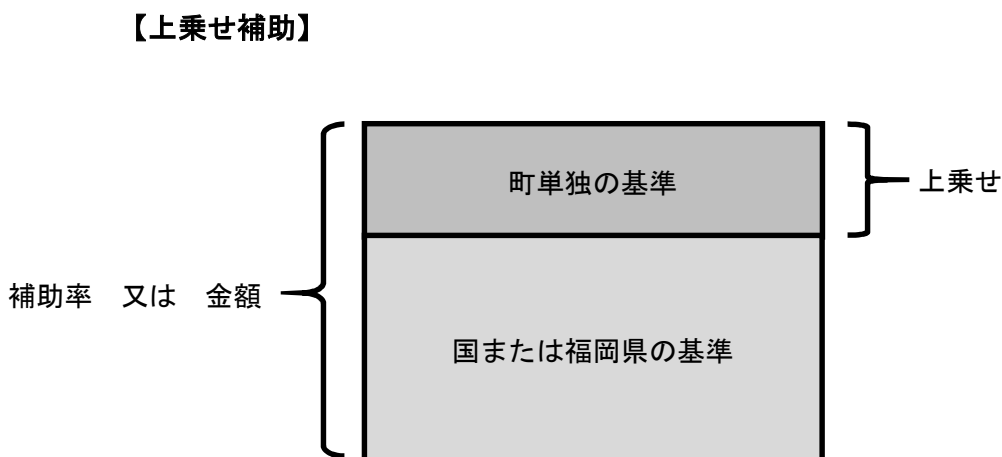 【上乗せ補助】
町単独の基準
上乗せ
補助率　又は　金額
国または福岡県の基準